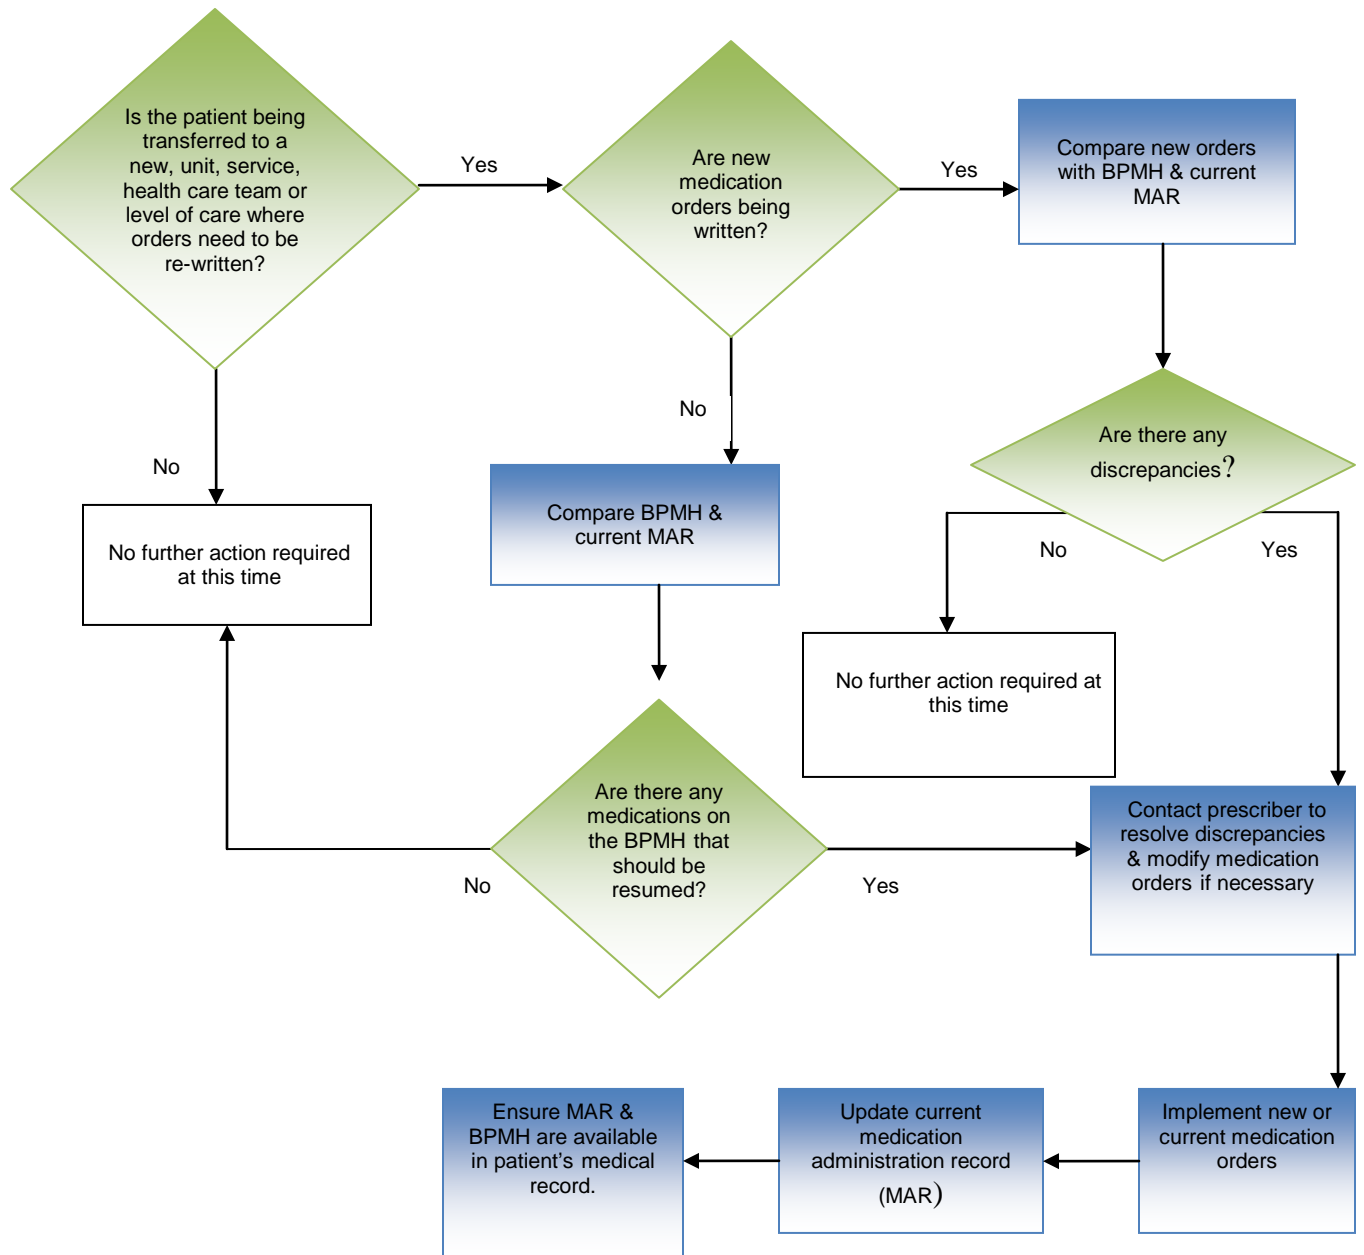 Is the patient being
transferred to a
new, unit, service,
health care team or
level of care where
orders need to be
re-written?
Yes
Are new
medication
orders being
written?
Yes
Compare new orders
with BPMH & current
MAR
No
No
Are there any
discrepancies?
No
Yes
No further action required
at this time
Compare BPMH &
current MAR
No further action required at
this time
Are there any
medications on
the BPMH that
should be
resumed?
No
Yes
Contact prescriber to
resolve discrepancies
& modify medication
orders if necessary
Ensure MAR &
BPMH are available
in patient’s medical
record.
Update current
medication
administration record
(MAR)
Implement new or
current medication
orders